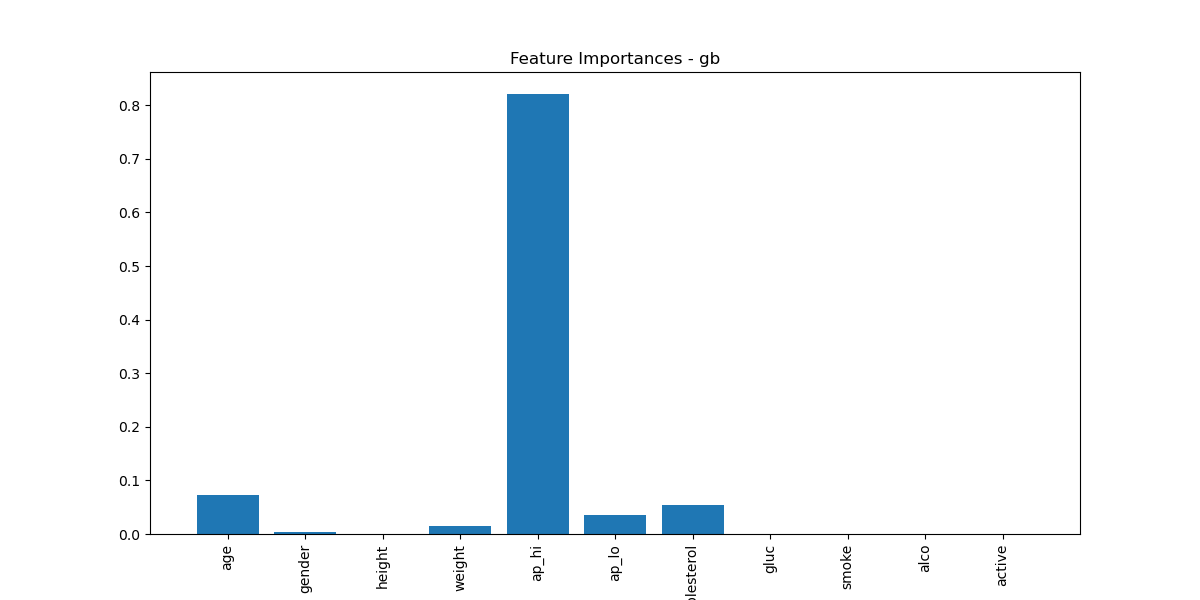 Feature Importances - gb
0.8
0.7
0.6
0.5
0.4
0.3
0.2
0.1
0.0
age
gender
height
weight
ap_hi
ap_lo
olesterol
gluc
smoke
alco
active